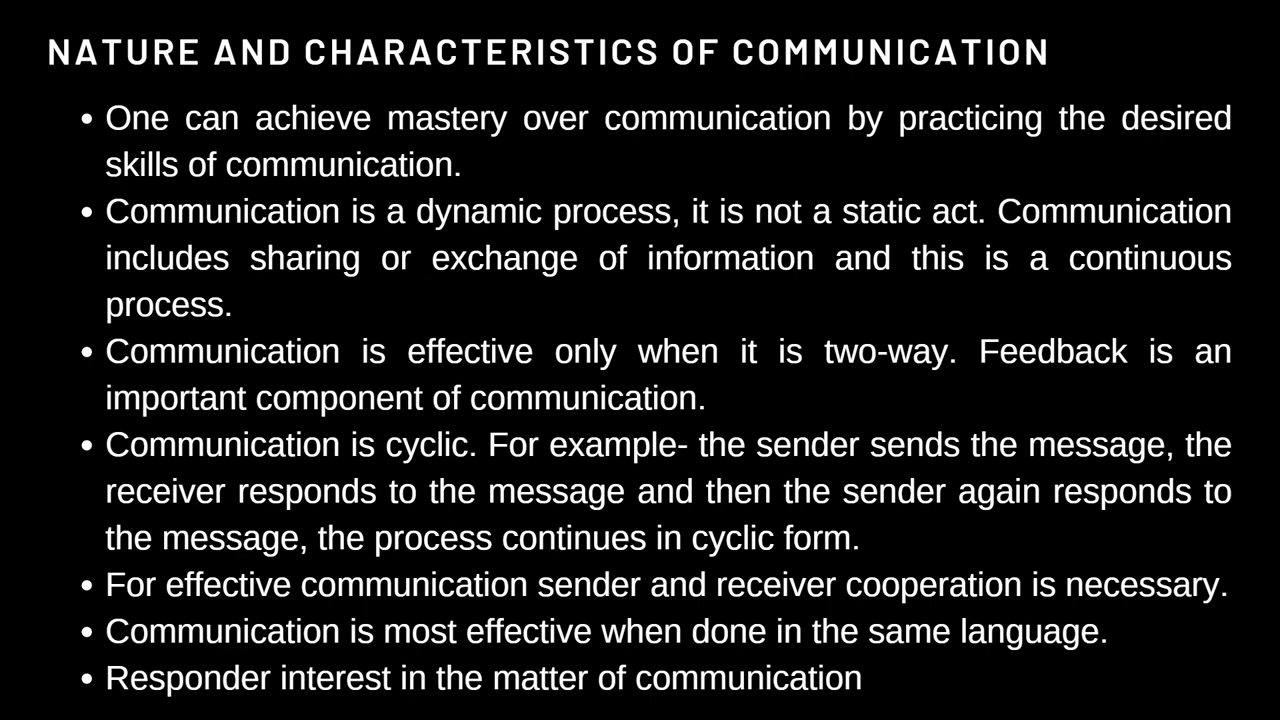 NATURE AND CHARACTERISTICS OF COMMUNICATION
• One can achieve mastery over communication by practicing the desired
skills of communication.
• Communication is a dynamic process, it is not a static act. Communication
includes sharing or exchange of information and this is a continuous
process.
• Communication is effective only when it is two-way. Feedback is an
important component of communication.
• Communication is cyclic. For example- the sender sends the message, the
receiver responds to the message and then the sender again responds to
the message, the process continues in cyclic form.
• For effective communication sender and receiver cooperation is necessary.
• Communication is most effective when done in the same language.
• Responder interest in the matter of communication